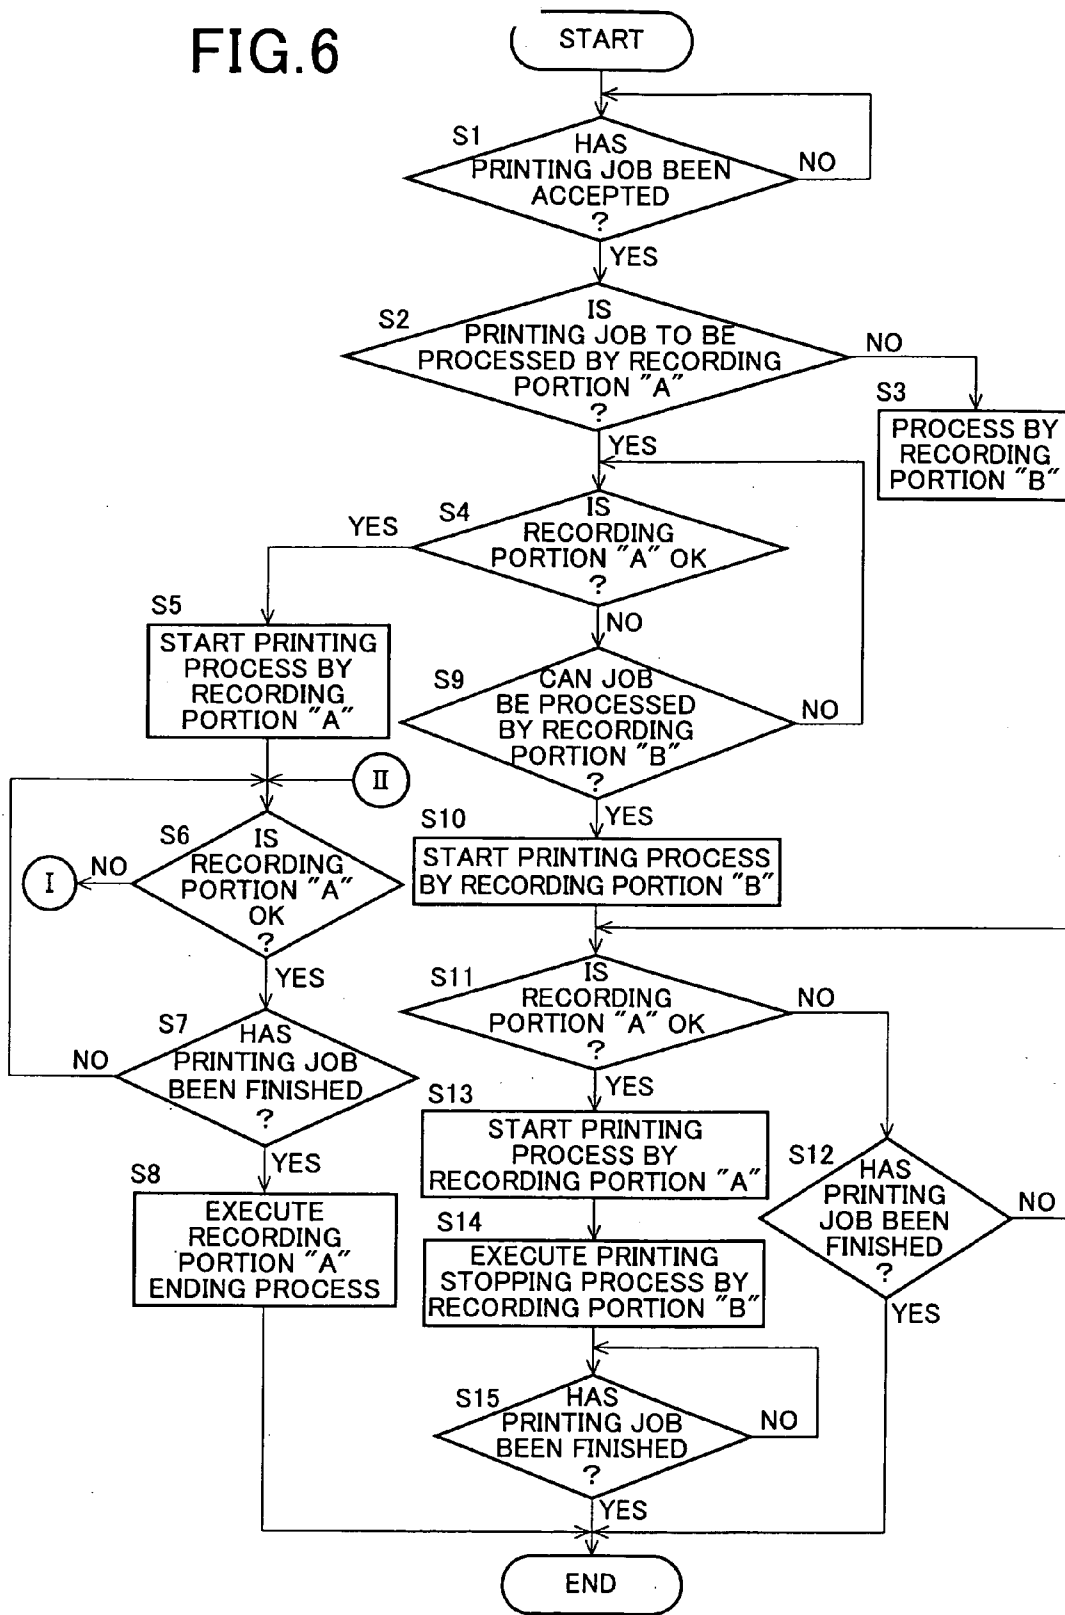 FIG.6
START
S1
HAS
PRINTING JOB BEEN
ACCEPTED
?
NO
YES
S2
IS
PRINTING JOB TO BE
PROCESSED BY RECORDING
PORTION "A"
?
NO
YES
S3
PROCESS BY
RECORDING
PORTION "B"
S4
IS
RECORDING
PORTION "A" OK
?
YES
NO
S5
START PRINTING
PROCESS BY
RECORDING
PORTION "A"
II
S6
IS
RECORDING
PORTION "A"
OK
?
NO
I
YES
S7
HAS
PRINTING JOB
BEEN FINISHED
?
NO
YES
S8
EXECUTE
RECORDING
PORTION "A"
ENDING PROCESS
S9
CAN JOB
BE PROCESSED
BY RECORDING
PORTION "B"
?
NO
YES
S10
START PRINTING PROCESS
BY RECORDING PORTION "B"
S11
IS
RECORDING
PORTION "A" OK
?
NO
YES
S12
HAS
PRINTING
JOB BEEN
FINISHED
?
NO
YES
S13
START PRINTING
PROCESS BY
RECORDING PORTION "A"
S14
EXECUTE PRINTING
STOPPING PROCESS BY
RECORDING PORTION "B"
S15
HAS
PRINTING JOB
BEEN FINISHED
?
NO
YES
END